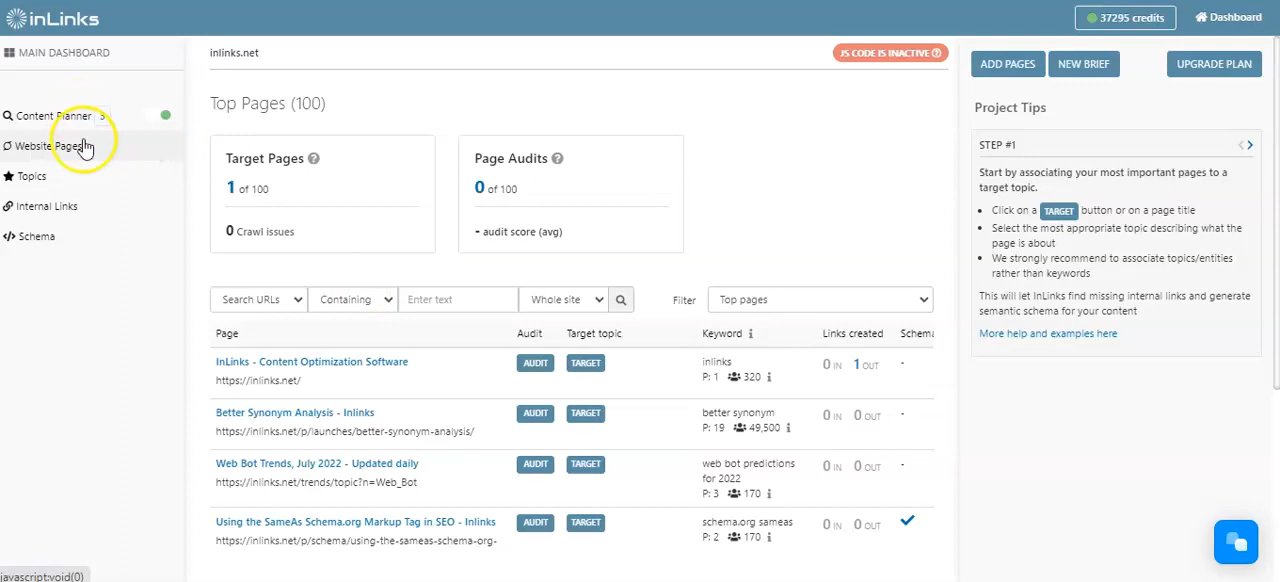 inLinks
37295 credits
Dashboard
MAIN DASHBOARD
inlinks.net
JS CODE IS INACTIVE ?
ADD PAGES
NEW BRIEF
UPGRADE PLAN
Top Pages (100)
Project Tips
Content Planner
Website Pages
Topics
Internal Links
</> Schema
Target Pages ?
1 of 100
0 Crawl issues
Page Audits ?
0 of 100
- audit score (avg)
STEP #1
Start by associating your most important pages to a
target topic.
• Click on a TARGET button or on a page title
• Select the most appropriate topic describing what the
page is about
• We strongly recommend to associate topics/entities
rather than keywords
This will let InLinks find missing internal links and generate
semantic schema for your content
More help and examples here
Search URLs
Containing
Enter text
Whole site
Filter
Top pages
Page Audit Target topic Keyword i Links created Schema
InLinks - Content Optimization Software AUDIT TARGET inlinks 0 IN 1 OUT -
https://inlinks.net/ P: 1 320 i
Better Synonym Analysis - Inlinks AUDIT TARGET better synonym 0 IN 0 OUT -
https://inlinks.net/p/launches/better-synonym-analysis/ P: 19 49,500 i
Web Bot Trends, July 2022 - Updated daily AUDIT TARGET web bot predictions 0 IN 0 OUT -
https://inlinks.net/trends/topic?n=Web_Bot for 2022
P: 3 170 i
Using the SameAs Schema.org Markup Tag in SEO - Inlinks AUDIT TARGET schema.org sameas 0 IN 0 OUT
https://inlinks.net/p/schema/using-the-sameas-schema-org- P: 2 170 i
javascript:void(0)